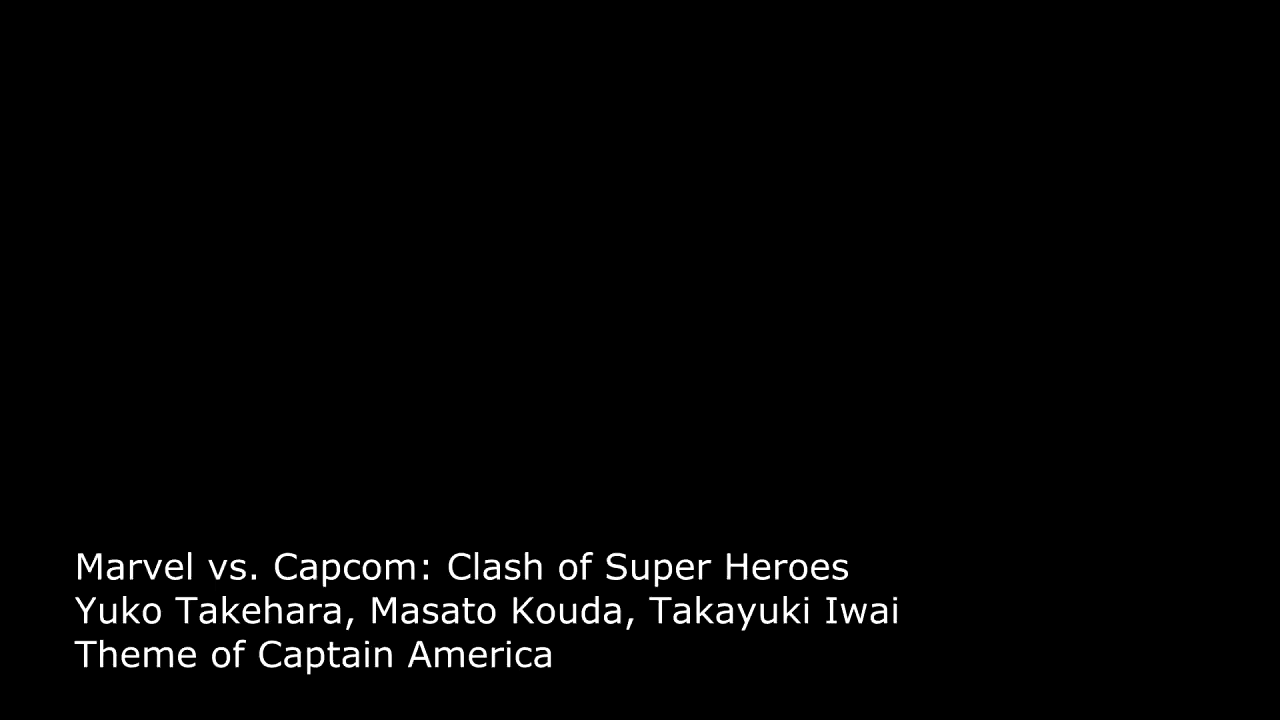 Marvel vs. Capcom: Clash of Super Heroes
Yuko Takehara, Masato Kouda, Takayuki Iwai
Theme of Captain America